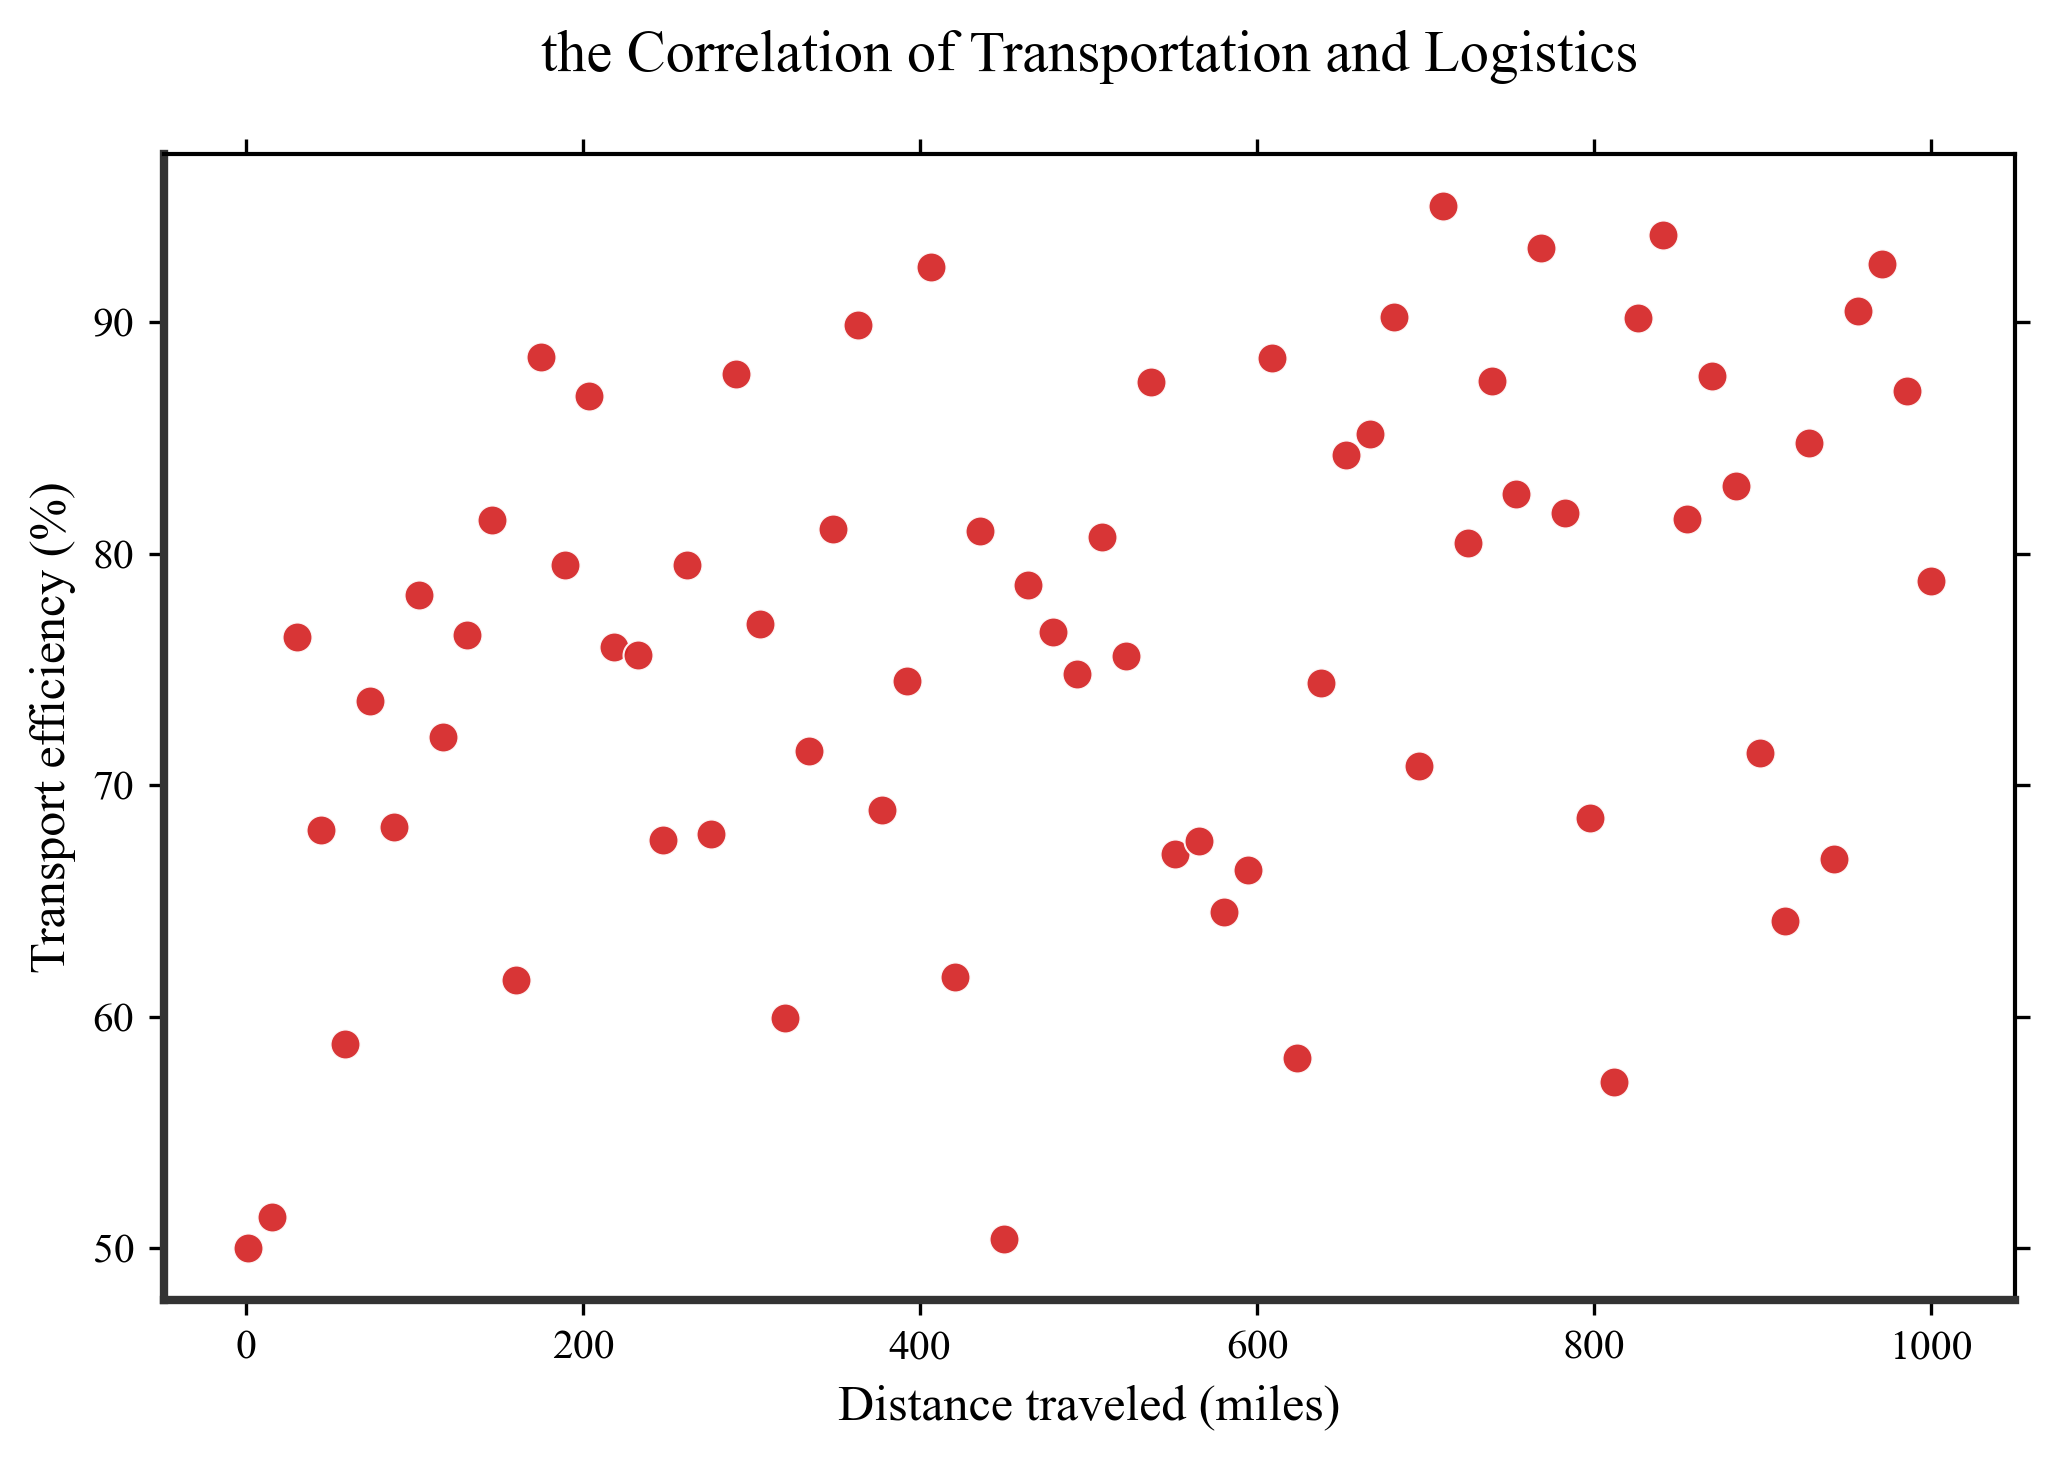 the Correlation of Transportation and Logistics
Transport efficiency (%)
90
80
70
60
50
0 200 400 600 800 1000
Distance traveled (miles)